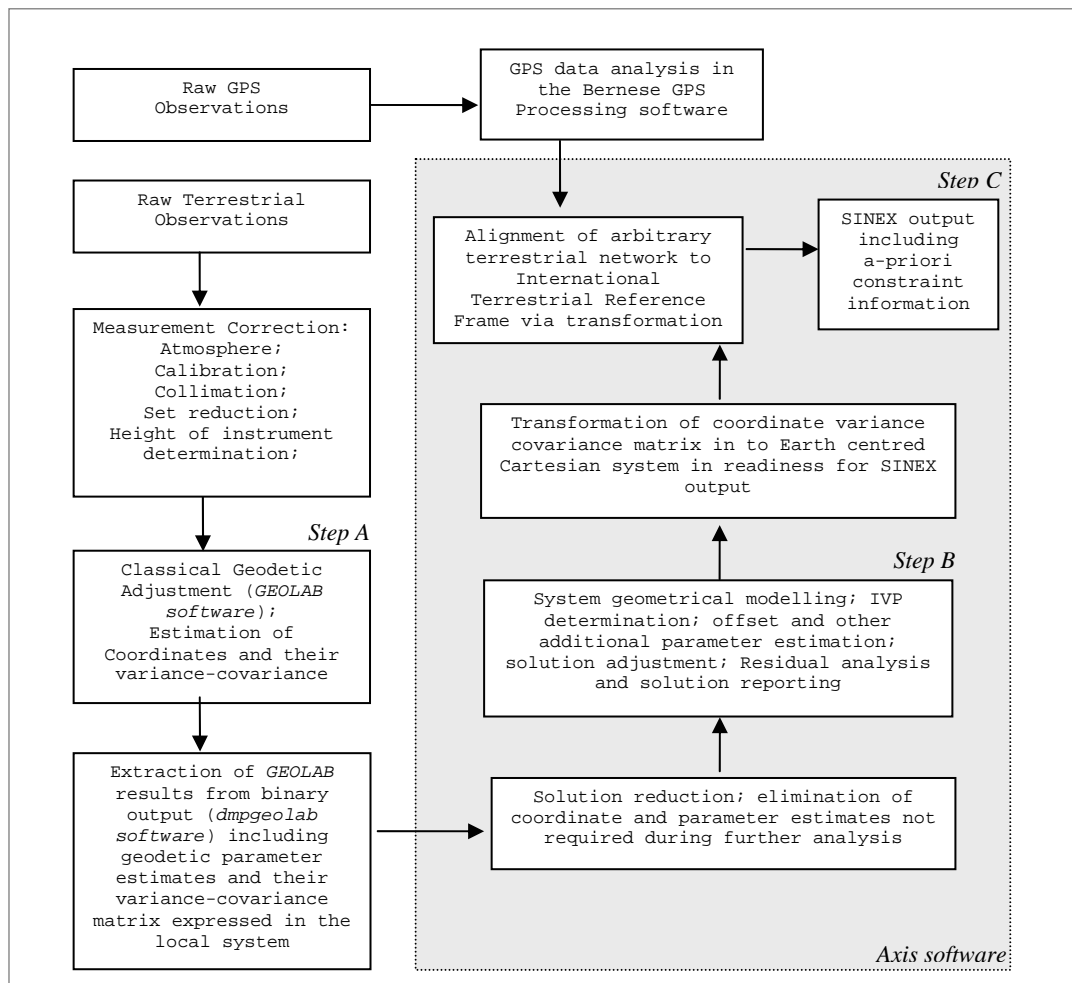 Raw GPS
Observations
GPS data analysis in
the Bernese GPS
Processing software
Raw Terrestrial
Observations
Step C
Alignment of arbitrary
terrestrial network to
International
Terrestrial Reference
Frame via transformation
SINEX output
including
a-priori
constraint
information
Measurement Correction:
Atmosphere;
Calibration;
Collimation;
Set reduction;
Height of instrument
determination;
Transformation of coordinate variance
covariance matrix in to Earth centred
Cartesian system in readiness for SINEX
output
Step A
Classical Geodetic
Adjustment (GEOLAB
software);
Estimation of
Coordinates and their
variance-covariance
Step B
System geometrical modelling; IVP
determination; offset and other
additional parameter estimation;
solution adjustment; Residual analysis
and solution reporting
Extraction of GEOLAB
results from binary
output (dmpgeolab
software) including
geodetic parameter
estimates and their
variance-covariance
matrix expressed in the
local system
Solution reduction; elimination of
coordinate and parameter estimates not
required during further analysis
Axis software